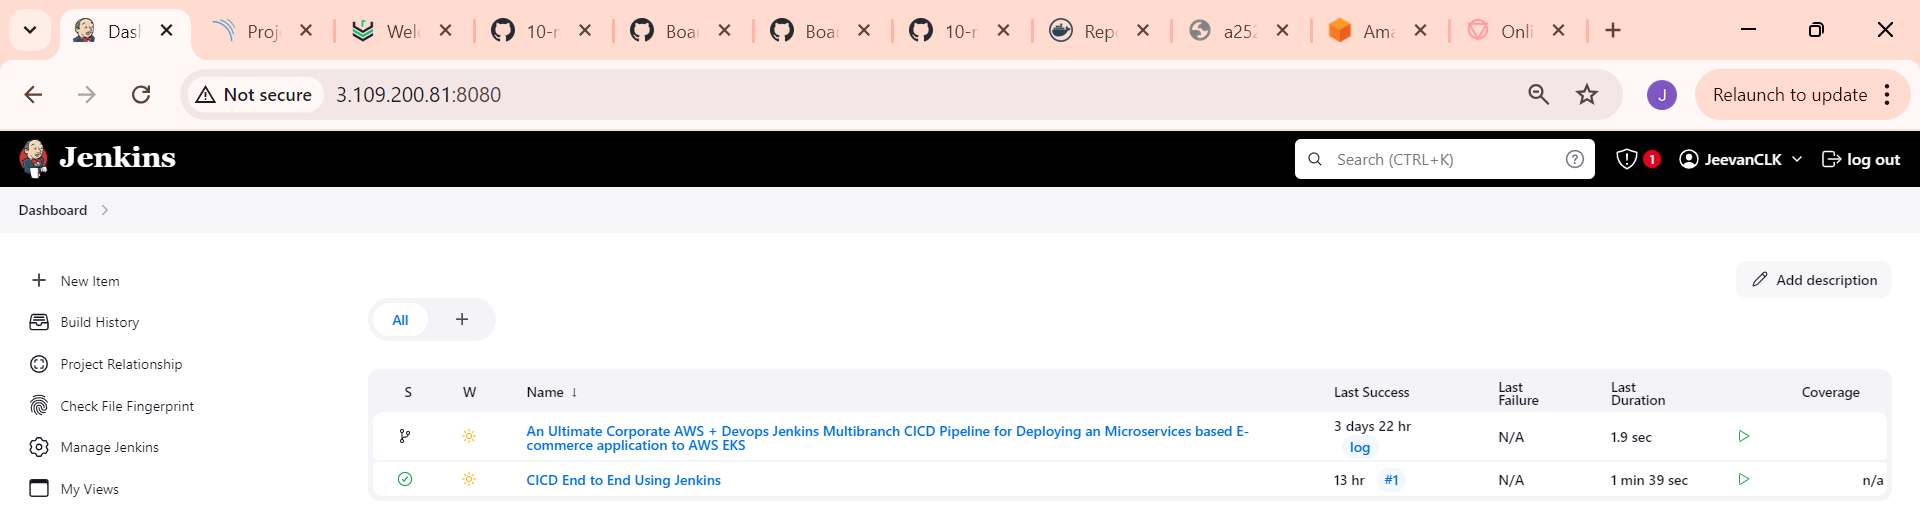 Das
Proj
Wel
10-r
Boar
Boar
10-r
Rep
a252
Ama
Onli
Not secure
3.109.200.81:8080
J
Relaunch to update
Jenkins
Search (CTRL+K)
?
1
JeevanCLK
log out
Dashboard
New Item
Build History
Project Relationship
Check File Fingerprint
Manage Jenkins
My Views
Add description
All
+
S W Name ↓ Last Success Last Failure Last Duration Coverage
An Ultimate Corporate AWS + Devops Jenkins Multibranch CICD Pipeline for Deploying an Microservices based E-
commerce application to AWS EKS
3 days 22 hr
log
N/A
1.9 sec
CICD End to End Using Jenkins
13 hr #1
N/A
1 min 39 sec
n/a